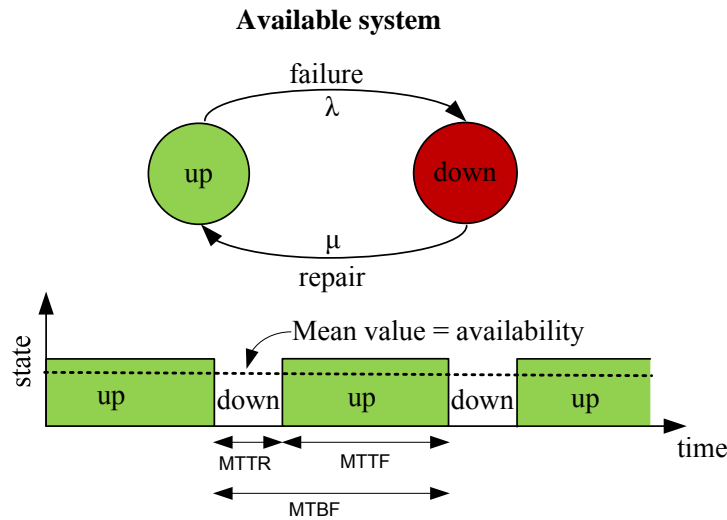 Available system
failure
λ
up
down
μ
repair
Mean value = availability
state
up
down
up
down
up
time
MTTR
MTTF
MTBF